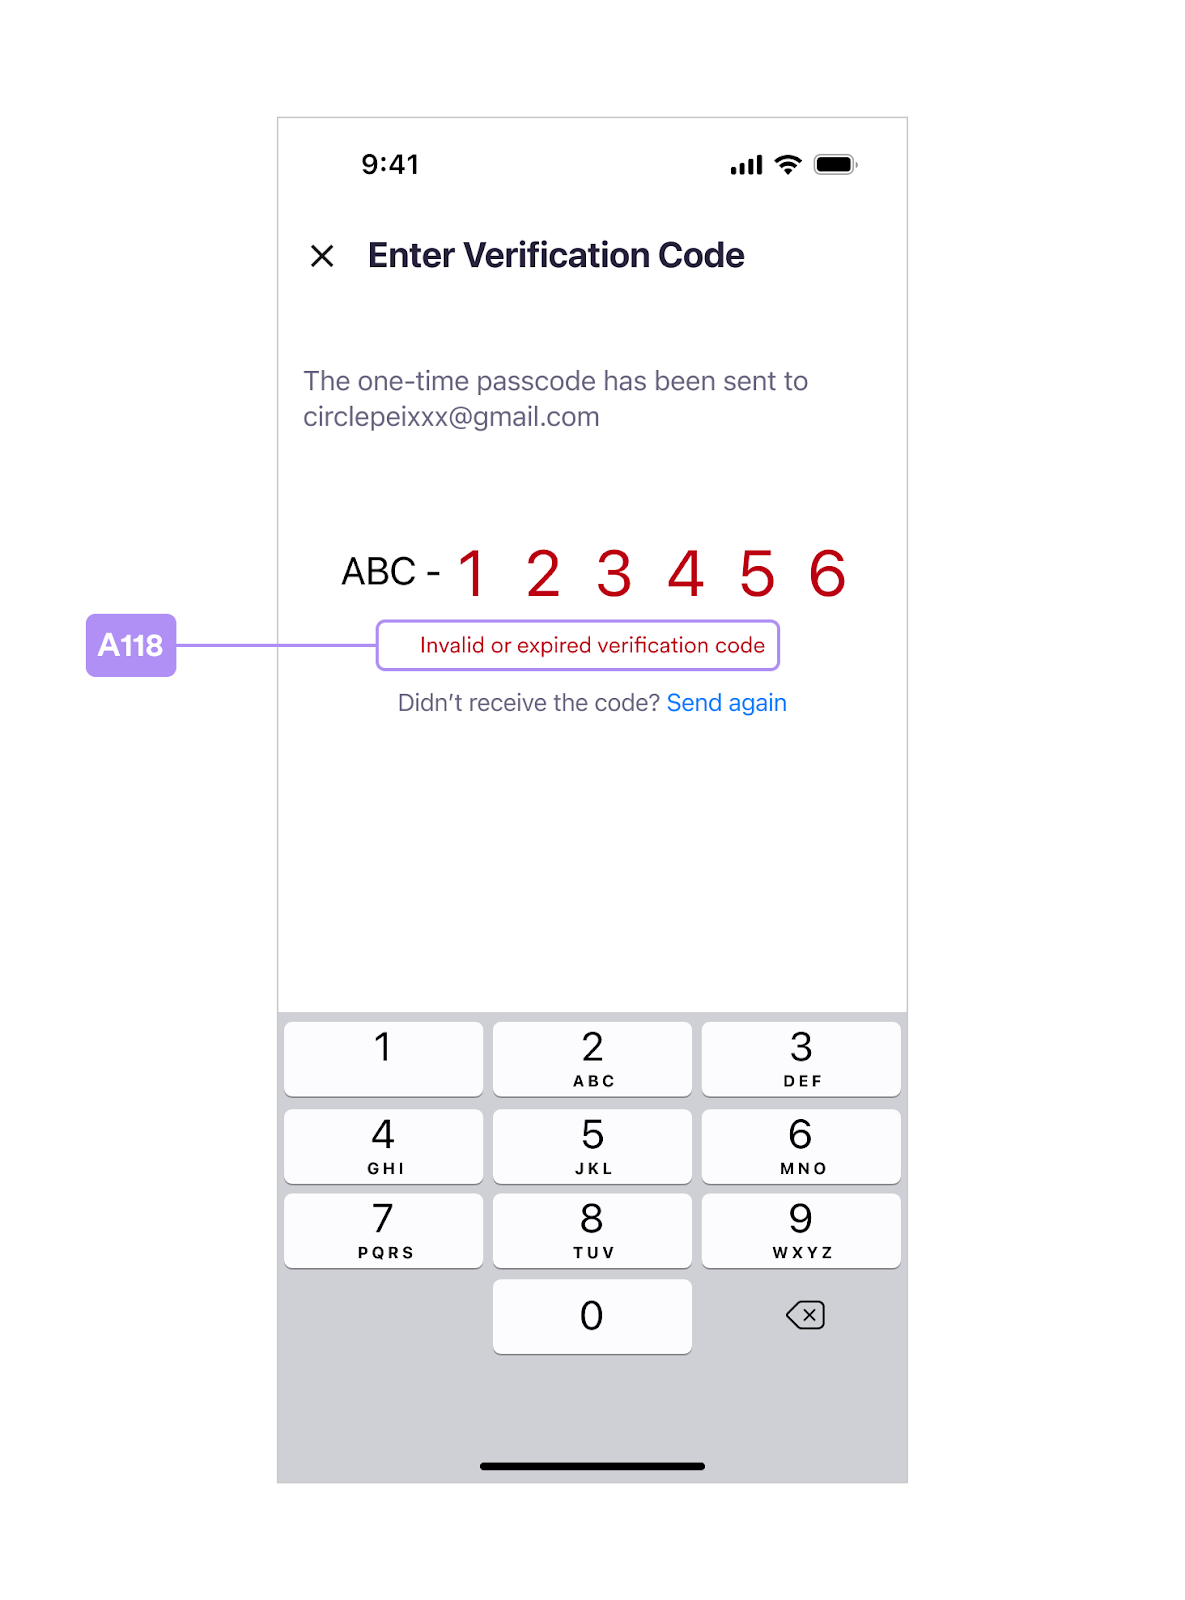 9:41
Enter Verification Code
The one-time passcode has been sent to
circlepeixxx@gmail.com
ABC - 1 2 3 4 5 6
A118
Invalid or expired verification code
Didn’t receive the code? Send again
1 2 3
ABC DEF
4 5 6
GHI JKL MNO
7 8 9
PQRS TUV WXYZ
0